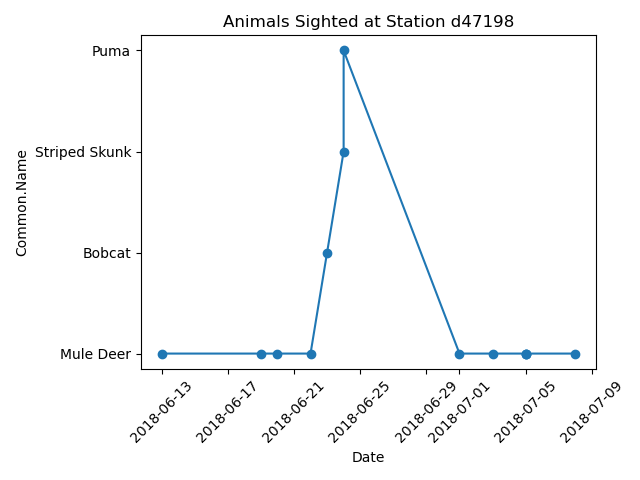 Animals Sighted at Station d47198
Common.Name
Puma
Striped Skunk
Bobcat
Mule Deer
2018-06-13
2018-06-17
2018-06-21
2018-06-25
2018-06-29
2018-07-01
2018-07-05
2018-07-09
Date